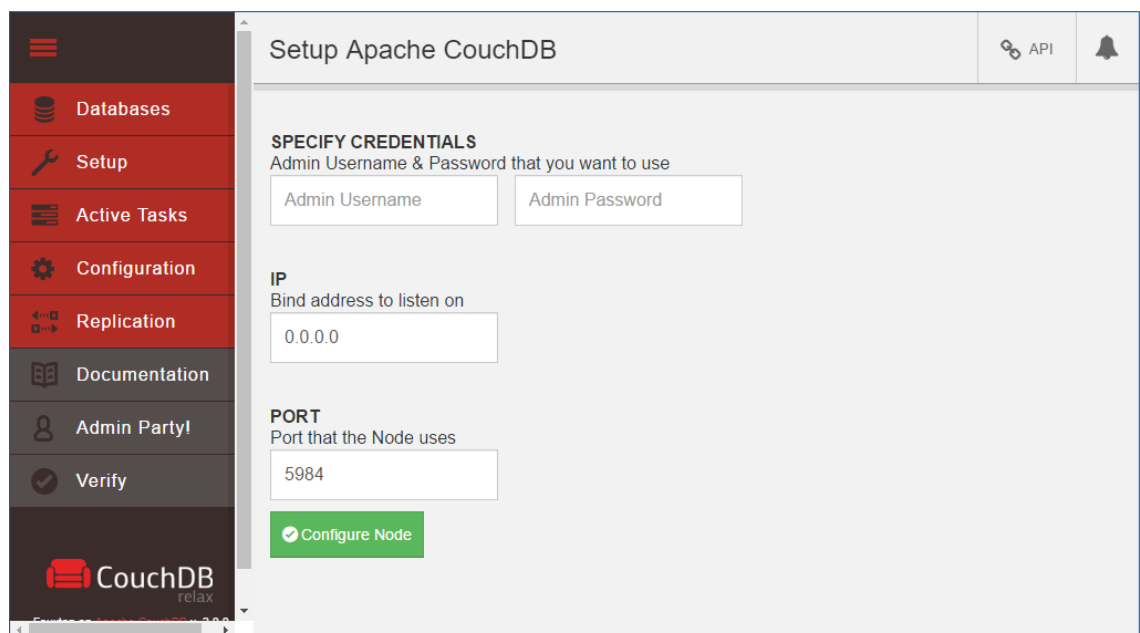 Setup Apache CouchDB
API
Databases
Setup
Active Tasks
Configuration
Replication
Documentation
Admin Party!
Verify
CouchDB
relax
SPECIFY CREDENTIALS
Admin Username & Password that you want to use
Admin Username
Admin Password
IP
Bind address to listen on
0.0.0.0
PORT
Port that the Node uses
5984
Configure Node